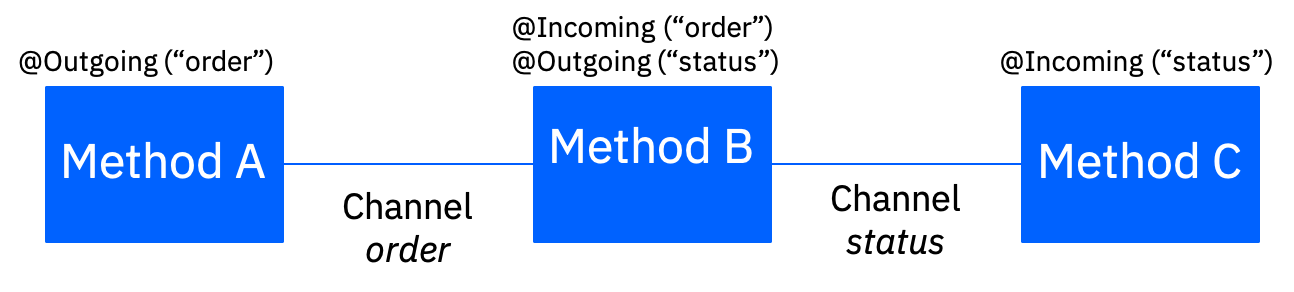 @Outgoing (“order”)
@Incoming (“order”)
@Outgoing (“status”)
@Incoming (“status”)
Method A
Method B
Method C
Channel
order
Channel
status